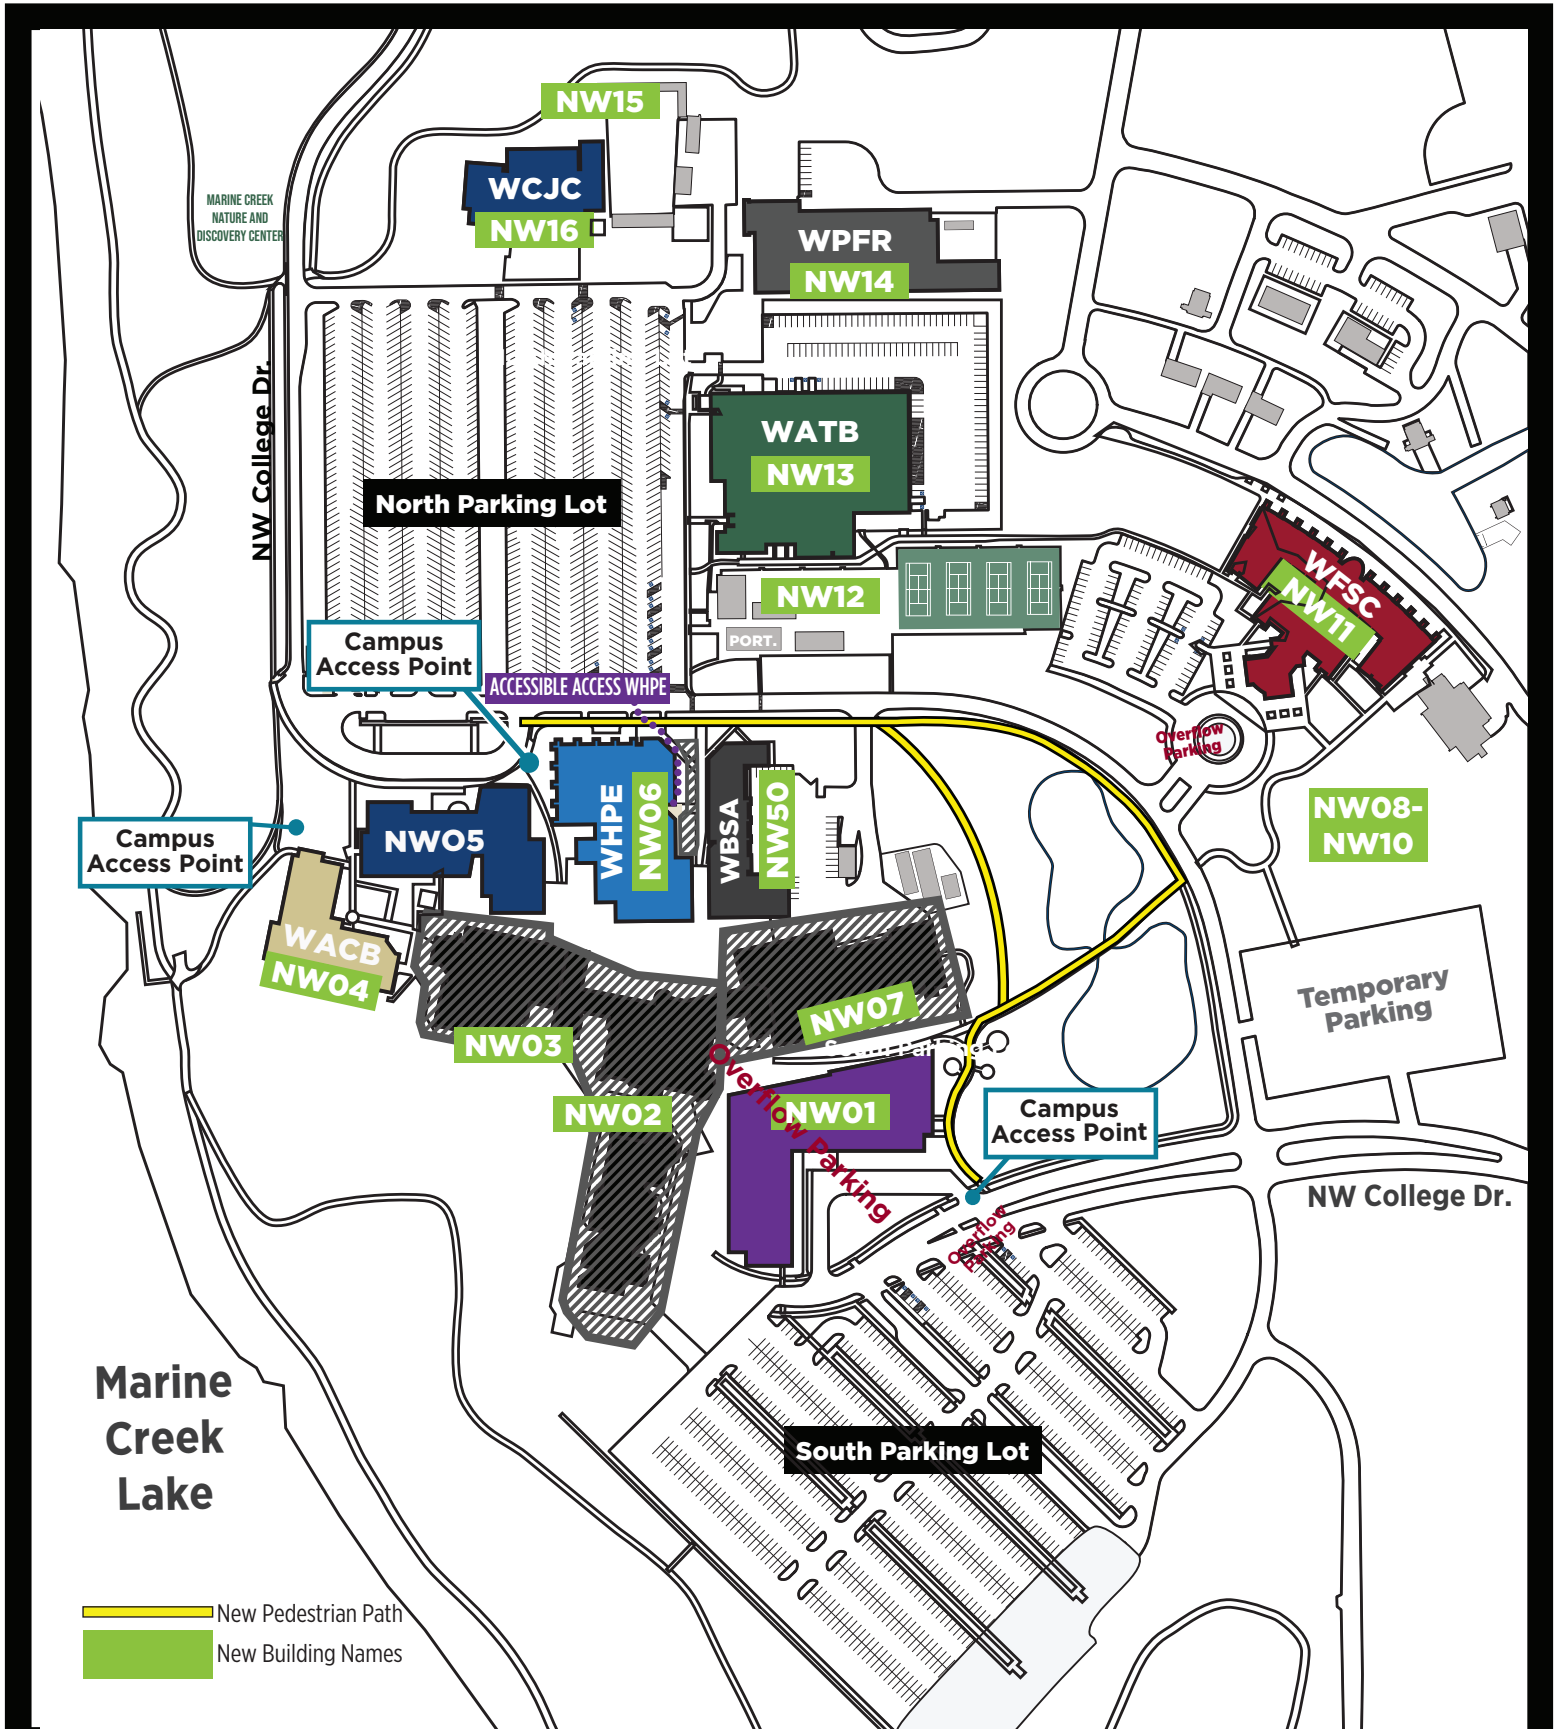 NW15
WCJC
NW16
MARINE CREEK
NATURE AND
DISCOVERY CENTER
WPFR
NW14
NW College Dr.
WATB
NW13
North Parking Lot
WFSC
NW11
NW12
PORT.
Campus
Access Point
ACCESSIBLE ACCESS WHPE
Overflow
Parking
NW08-
NW10
Campus
Access Point
NWO5
WHPE
NW06
WBSA
NW50
WACB
NW04
Temporary
Parking
NW07
NW03
South Parking
Overflow Parking
NW02
NW01
Campus
Access Point
NW College Dr.
Overflow
Parking
Marine
Creek
Lake
South Parking Lot
New Pedestrian Path
New Building Names